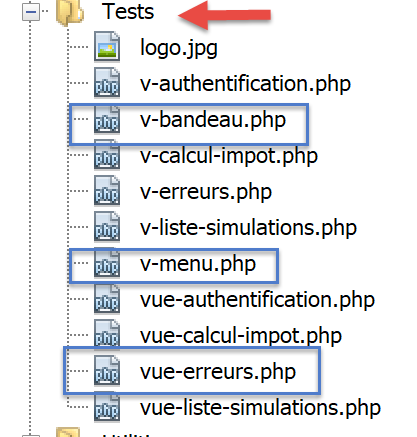 Tests
logo.jpg
v-authentification.php
v-bandeau.php
v-calcul-impot.php
v-erreurs.php
v-liste-simulations.php
v-menu.php
vue-authentification.php
vue-calcul-impot.php
vue-erreurs.php
vue-liste-simulations.php